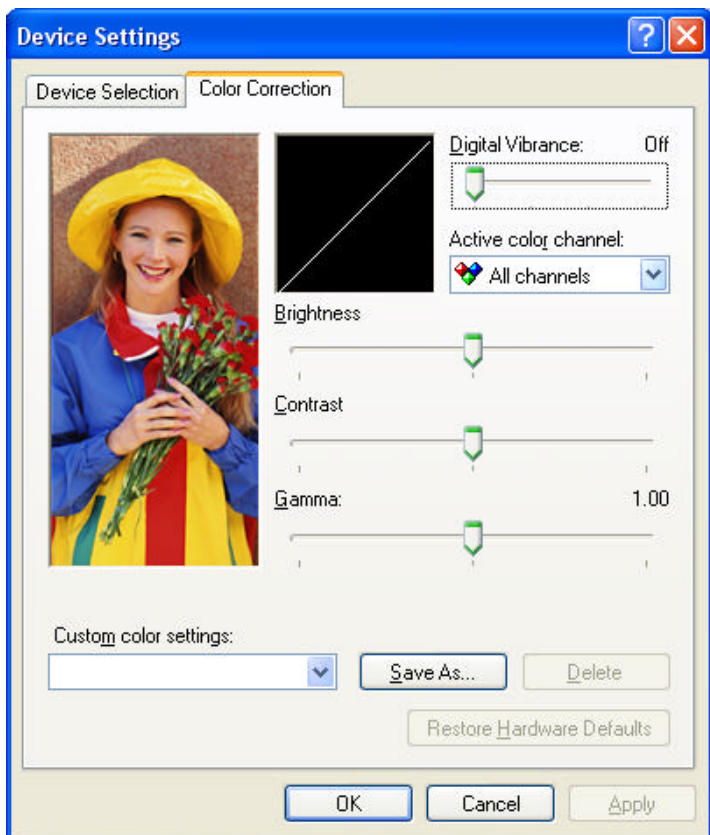 Device Settings
Device Selection
Color Correction
Digital Vibrance: Off
Active color channel:
All channels
Brightness
Contrast
Gamma: 1.00
Custom color settings:
Save As...
Delete
Restore Hardware Defaults
OK
Cancel
Apply